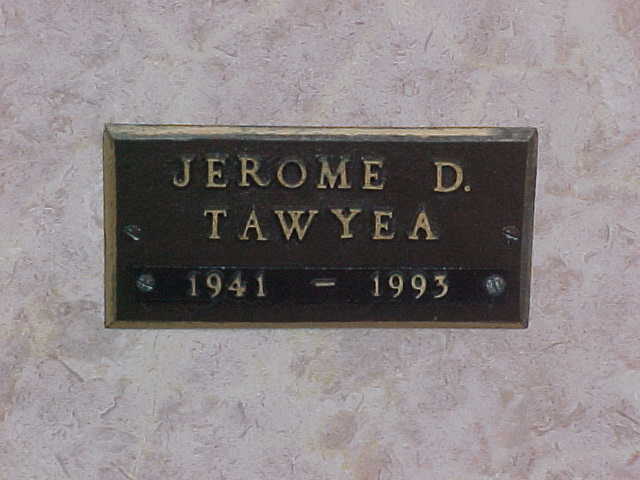 JEROME D.
TAWYEA
1941 – 1993